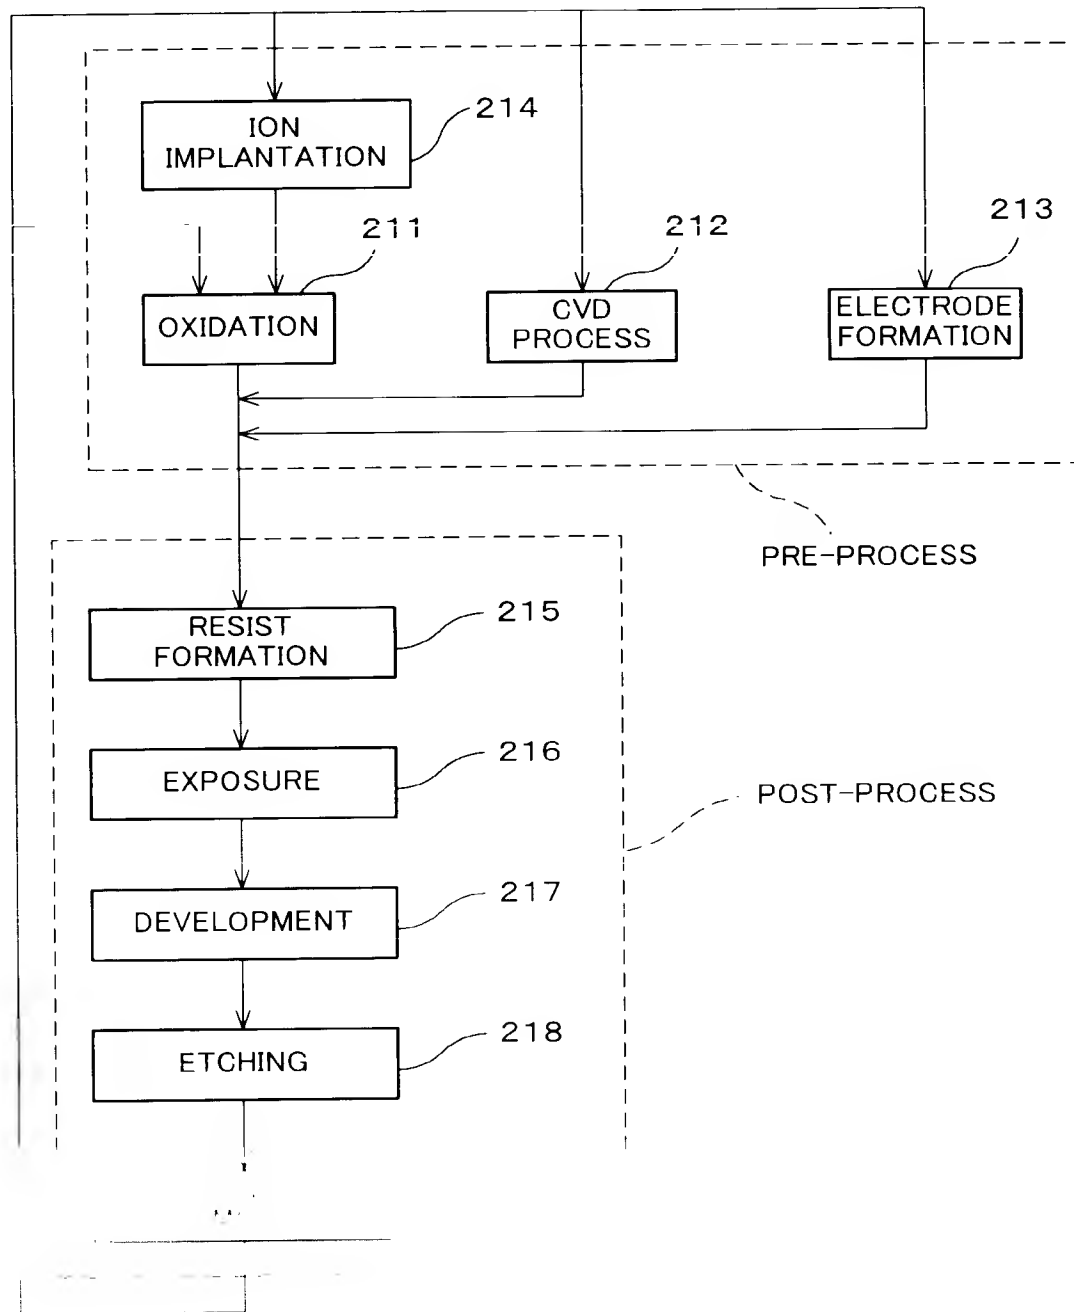 ION
IMPLANTATION
214
211
212
213
OXIDATION
CVD
PROCESS
ELECTRODE
FORMATION
PRE-PROCESS
RESIST
FORMATION
215
EXPOSURE
216
POST-PROCESS
DEVELOPMENT
217
ETCHING
218